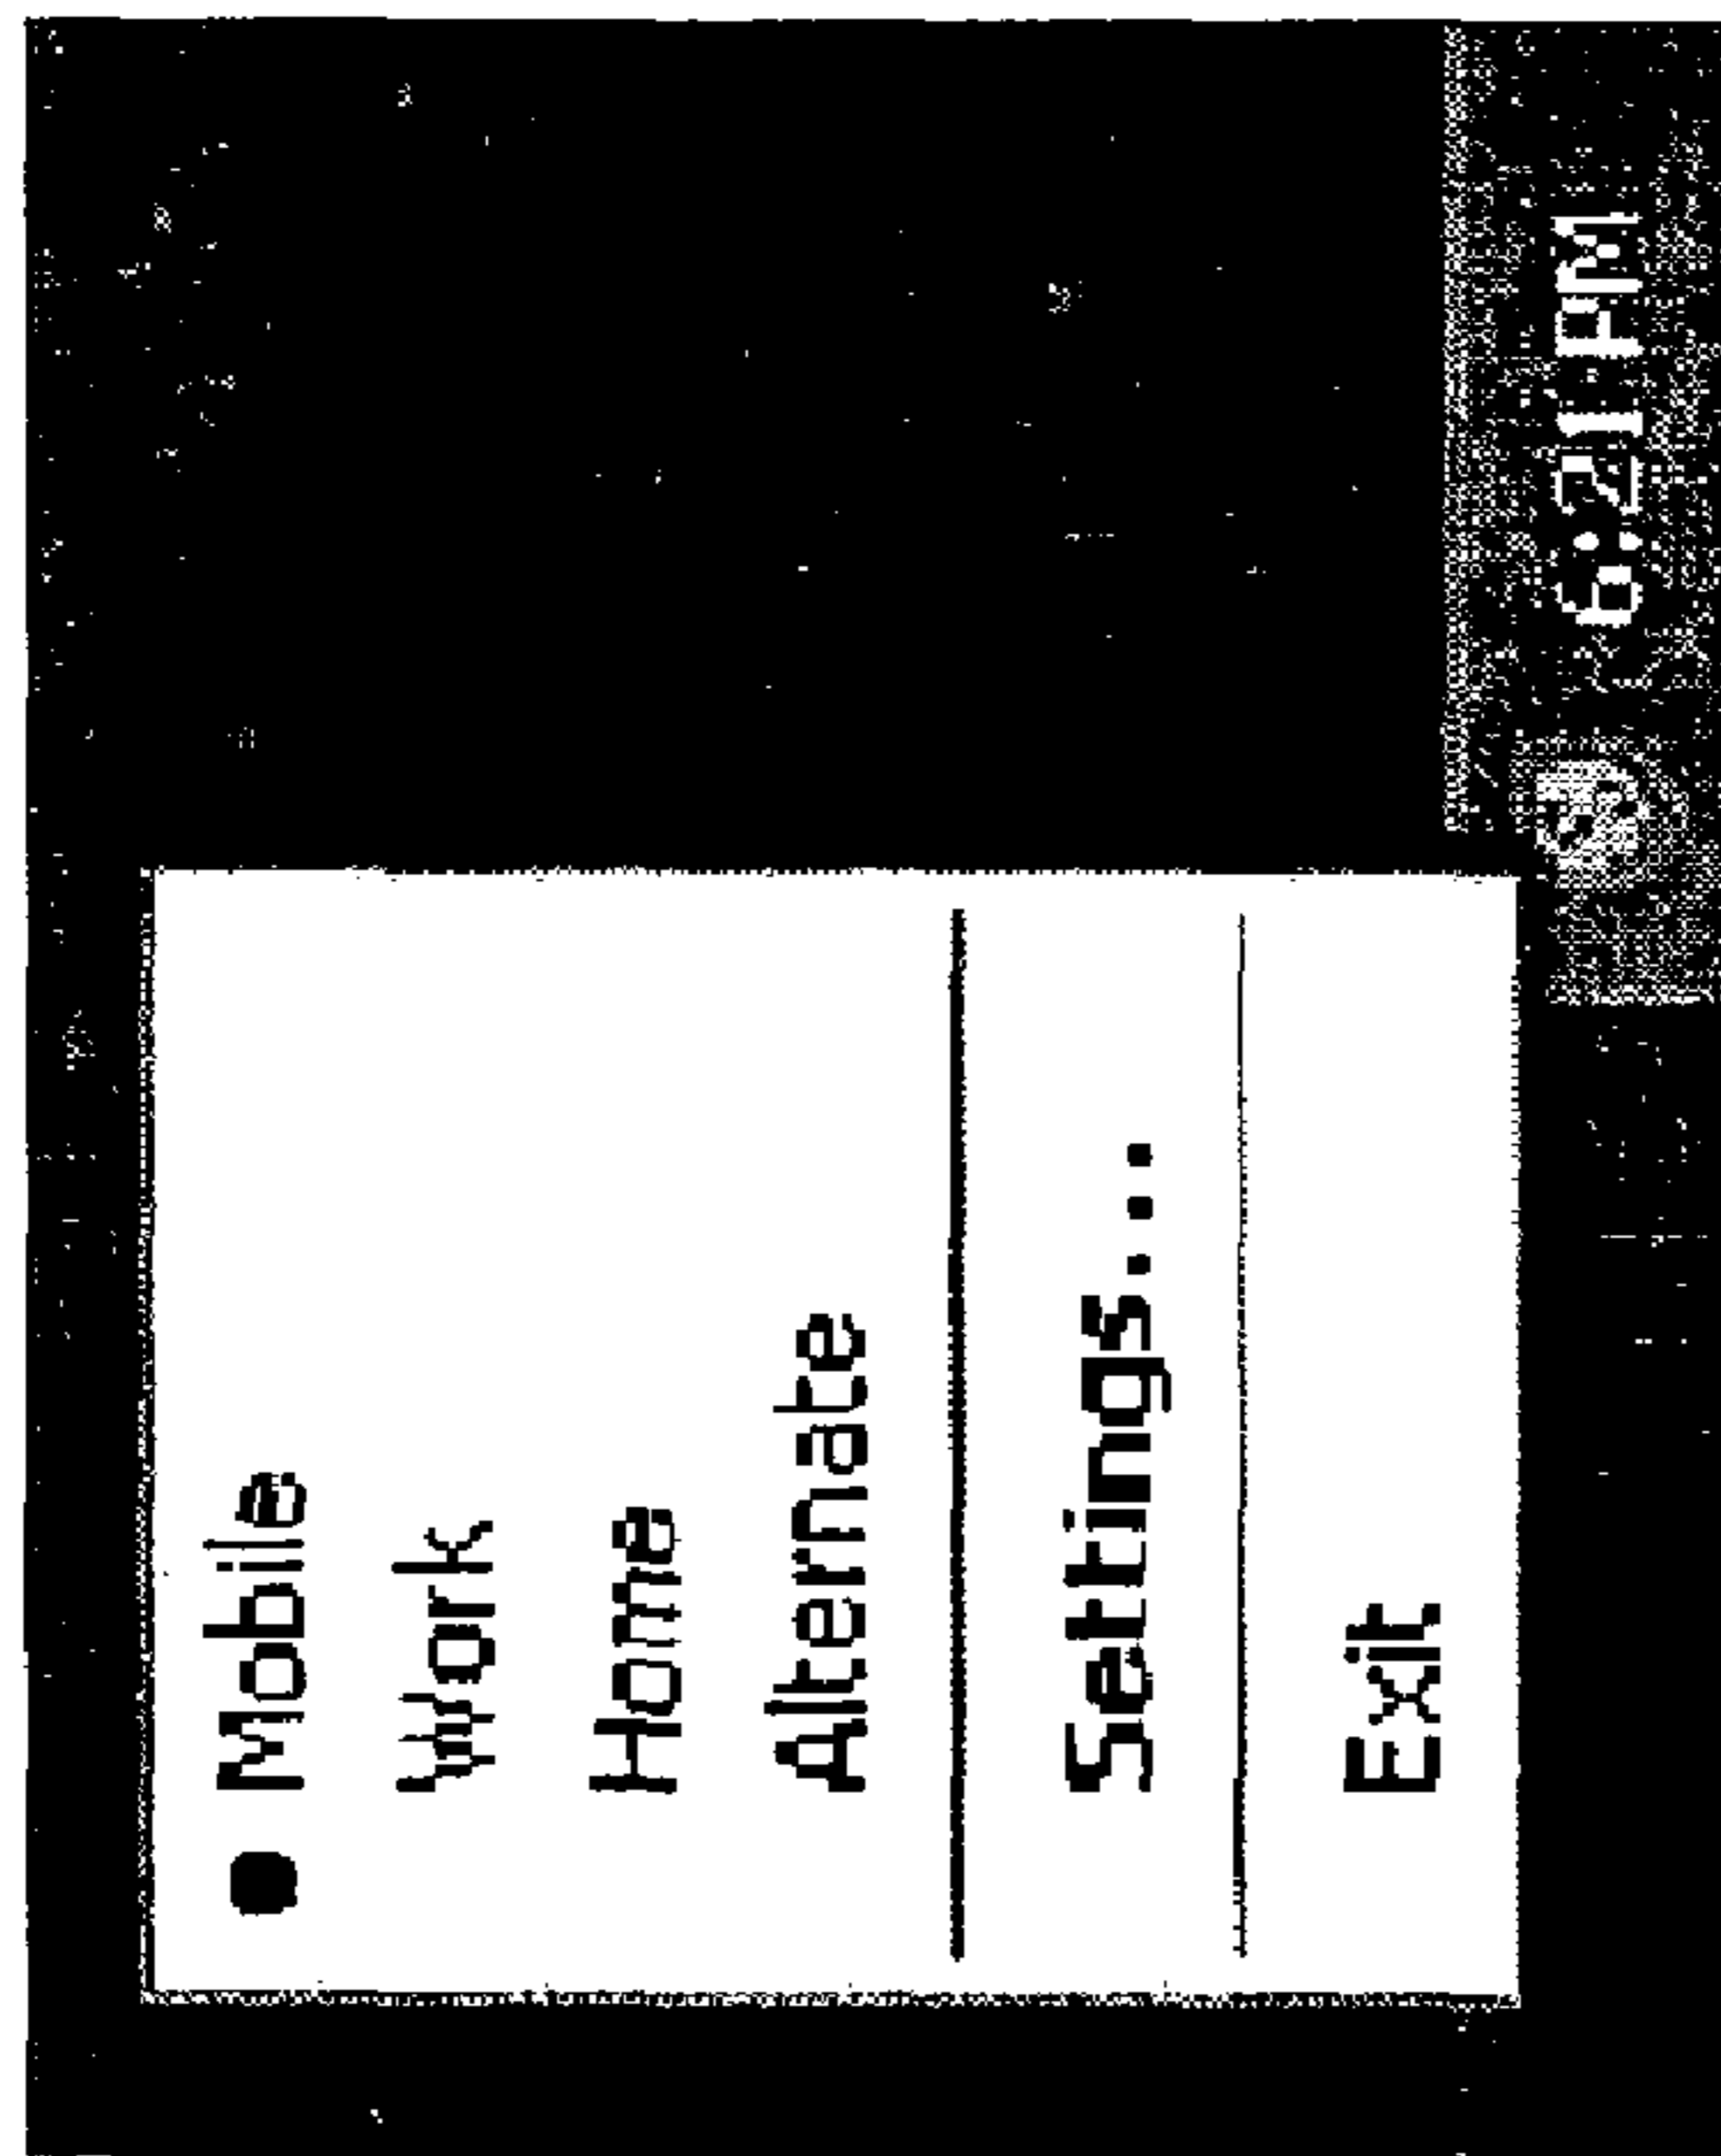 ● Mobile
Work
Home
Alternate
Settings...
Exit
6:21 PM